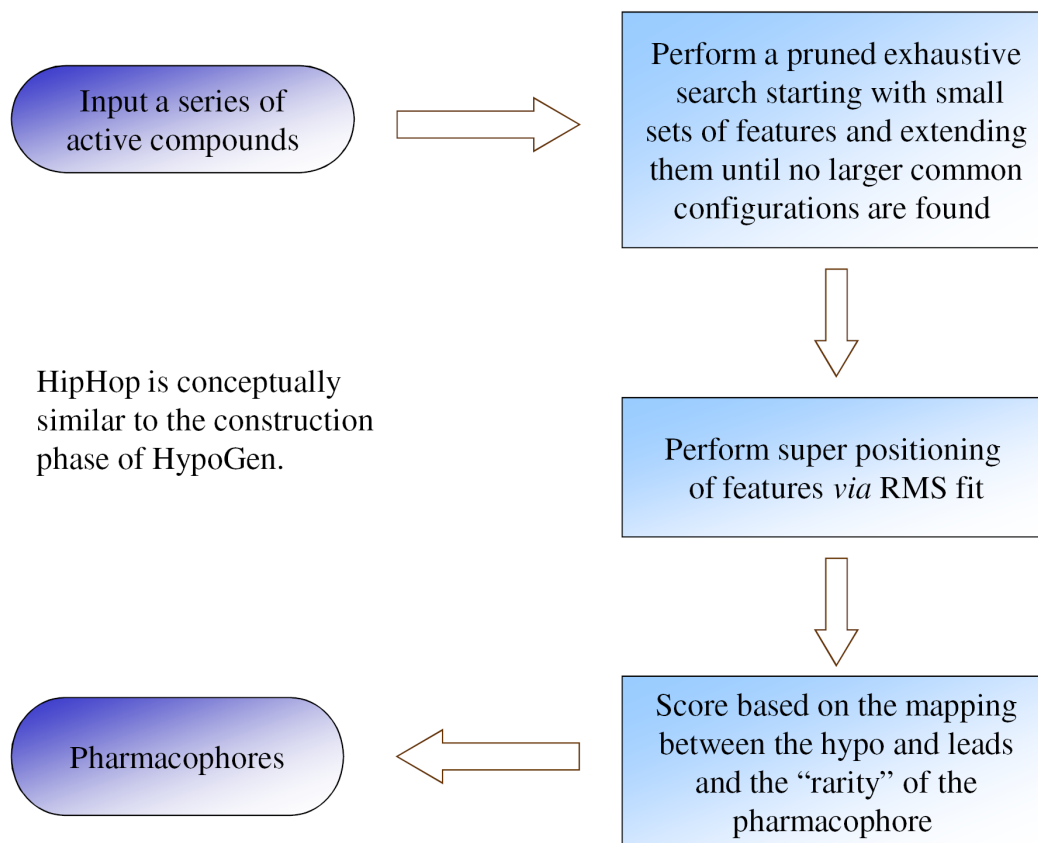 Input a series of
active compounds
Perform a pruned exhaustive
search starting with small
sets of features and extending
them until no larger common
configurations are found
HipHop is conceptually
similar to the construction
phase of HypoGen.
Perform super positioning
of features via RMS fit
Score based on the mapping
between the hypo and leads
and the “rarity” of the
pharmacophore
Pharmacophores